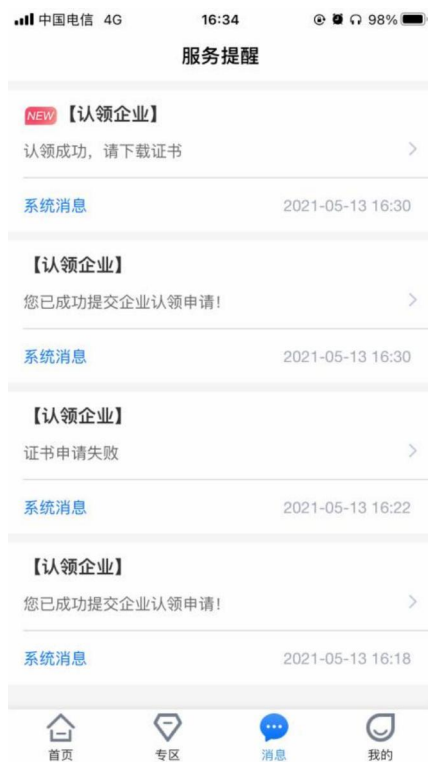 中国电信 4G 16:34 98%
服务提醒
NEW 【认领企业】
认领成功，请下载证书
系统消息 2021-05-13 16:30
【认领企业】
您已成功提交企业认领申请！
系统消息 2021-05-13 16:30
【认领企业】
证书申请失败
系统消息 2021-05-13 16:22
【认领企业】
您已成功提交企业认领申请！
系统消息 2021-05-13 16:18
首页 专区 消息 我的